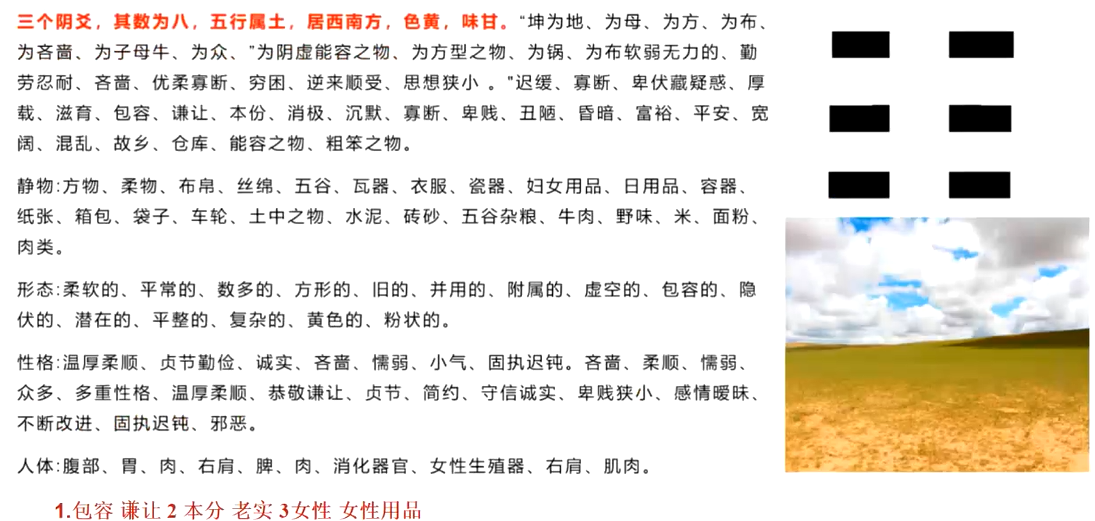 三个阴爻，其数为八，五行属土，居西南方，色黄，味甘。“坤为地、为母、为方、为布、
为吝啬、为子母牛、为众、”为阴虚能容之物、为方型之物、为锅、为布软弱无力的、勤
劳忍耐、吝啬、优柔寡断、穷困、逆来顺受、思想狭小 。"迟缓、寡断、卑伏藏疑惑、厚
载、滋育、包容、谦让、本份、消极、沉默、寡断、卑贱、丑陋、昏暗、富裕、平安、宽
阔、混乱、故乡、仓库、能容之物、粗笨之物。
静物:方物、柔物、布帛、丝绵、五谷、瓦器、衣服、瓷器、妇女用品、日用品、容器、
纸张、箱包、袋子、车轮、土中之物、水泥、砖砂、五谷杂粮、牛肉、野味、米、面粉、
肉类。
形态:柔软的、平常的、数多的、方形的、旧的、并用的、附属的、虚空的、包容的、隐
伏的、潜在的、平整的、复杂的、黄色的、粉状的。
性格:温厚柔顺、贞节勤俭、诚实、吝啬、懦弱、小气、固执迟钝。吝啬、柔顺、懦弱、
众多、多重性格、温厚柔顺、恭敬谦让、贞节、简约、守信诚实、卑贱狭小、感情暧昧、
不断改进、固执迟钝、邪恶。
人体:腹部、胃、肉、右肩、脾、肉、消化器官、女性生殖器、右肩、肌肉。
1.包容 谦让 2 本分 老实 3女性 女性用品